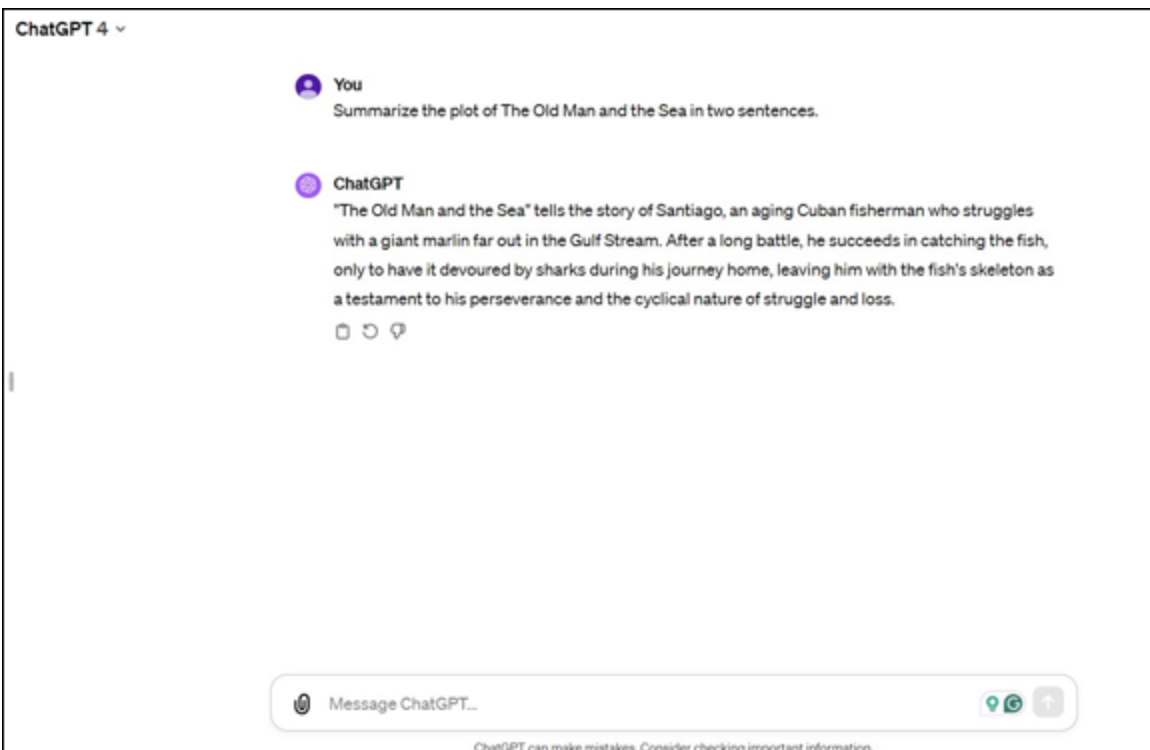 ChatGPT 4
You
Summarize the plot of The Old Man and the Sea in two sentences.
ChatGPT
"The Old Man and the Sea" tells the story of Santiago, an aging Cuban fisherman who struggles
with a giant marlin far out in the Gulf Stream. After a long battle, he succeeds in catching the fish,
only to have it devoured by sharks during his journey home, leaving him with the fish's skeleton as
a testament to his perseverance and the cyclical nature of struggle and loss.
Message ChatGPT...
ChatGPT can make mistakes. Consider checking important information.